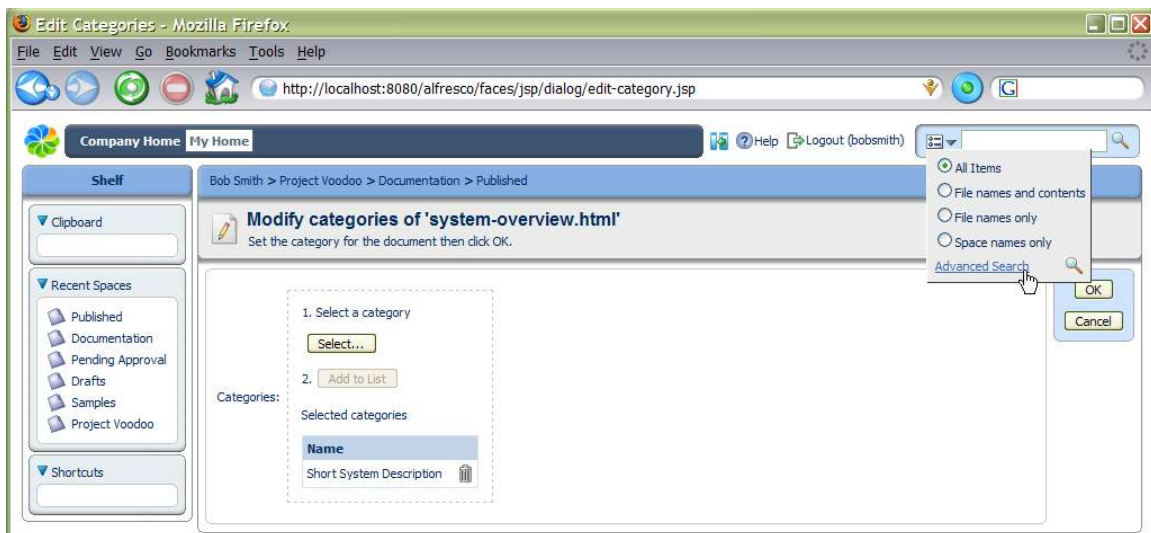 Edit Categories - Mozilla Firefox
File Edit View Go Bookmarks Tools Help
http://localhost:8080/alfresco/faces/jsp/dialog/edit-category.jsp
G
Company Home My Home
Help Logout (bobsmith)
Shelf
Bob Smith > Project Voodoo > Documentation > Published
All Items
File names and contents
File names only
Space names only
Advanced Search
Clipboard
Modify categories of 'system-overview.html'
Set the category for the document then click OK.
Recent Spaces
Published
Documentation
Pending Approval
Drafts
Samples
Project Voodoo
Shortcuts
Categories:
1. Select a category
Select...
2. Add to List
Selected categories
Name
Short System Description
OK
Cancel